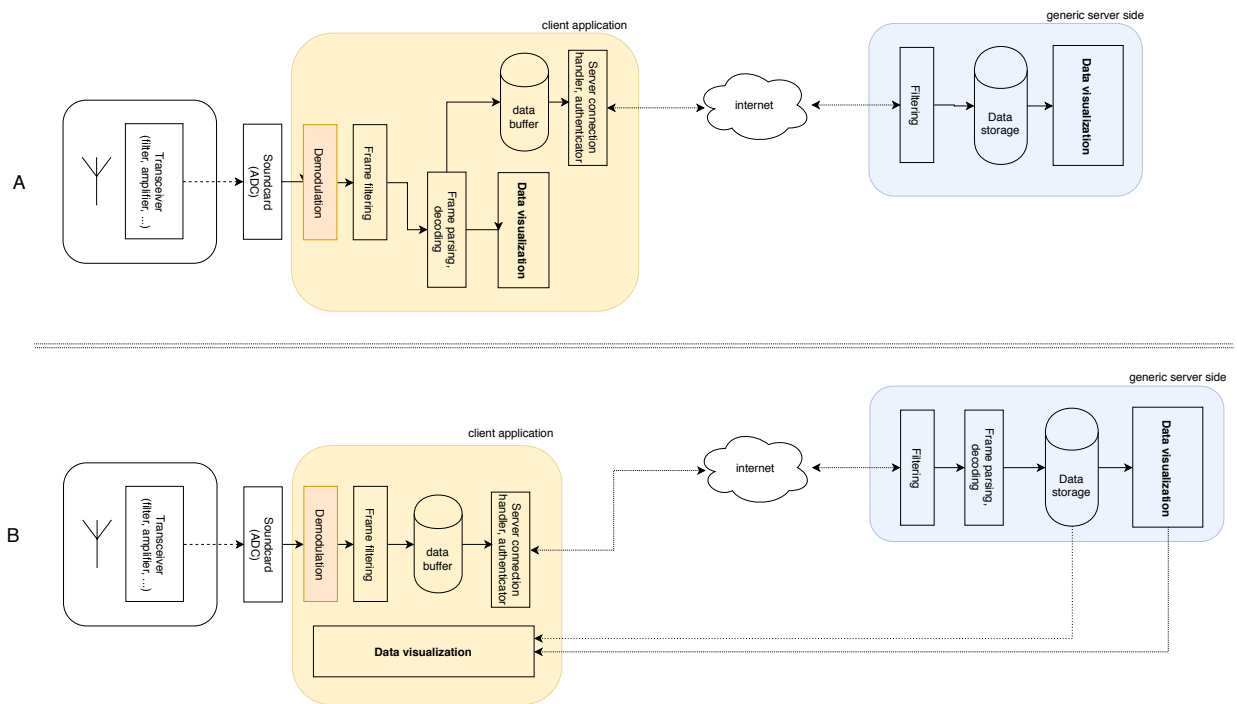 client application
generic server side
A
Transceiver
(filter, amplifier, ...)
Soundcard
(ADC)
Demodulation
Frame filtering
Frame parsing,
decoding
data
buffer
Server connection
handler, authenticator
Data visualization
internet
Filtering
Data
storage
Data visualization
generic server side
client application
B
Transceiver
(filter, amplifier, ...)
Soundcard
(ADC)
Demodulation
Frame filtering
data
buffer
Server connection
handler, authenticator
Data visualization
internet
Filtering
Frame parsing,
decoding
Data
storage
Data visualization